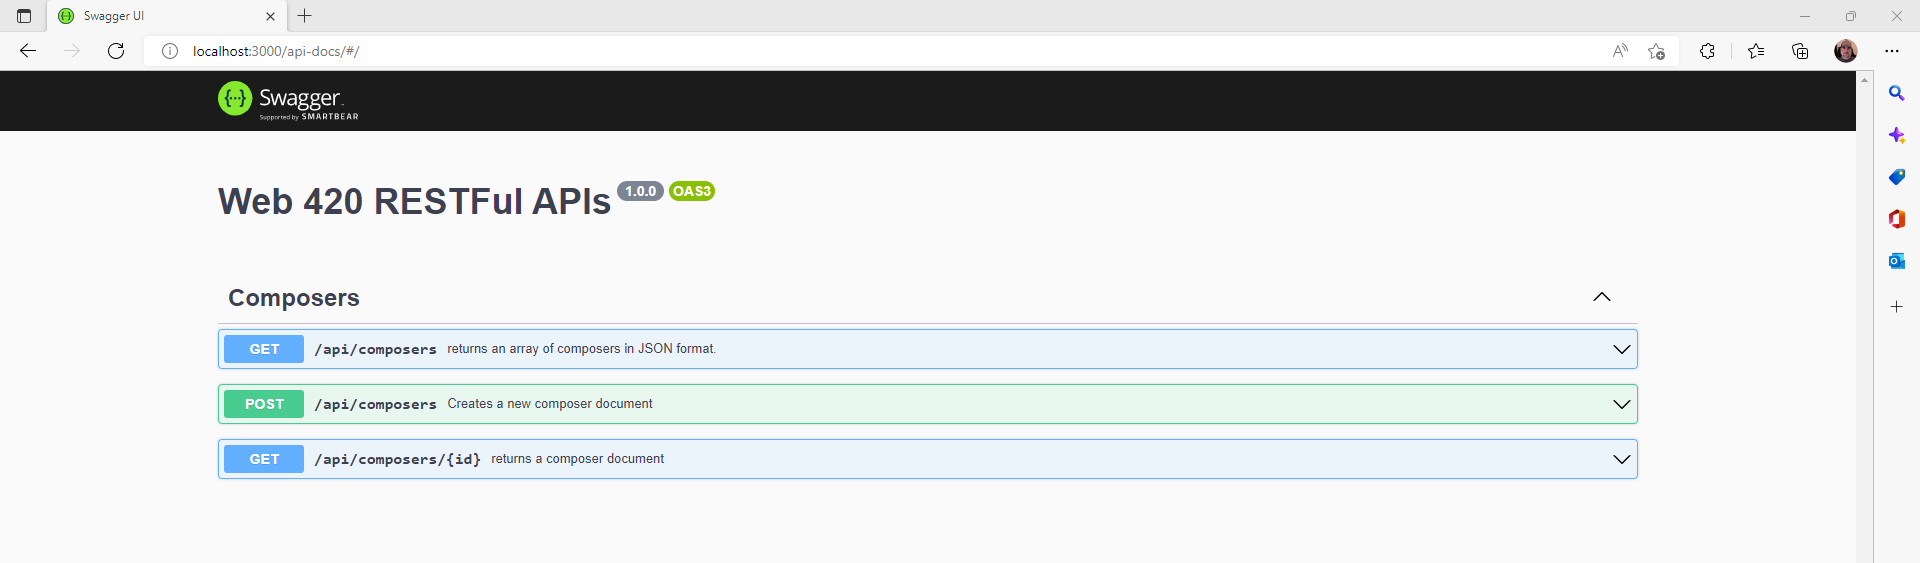 Swagger UI
localhost:3000/api-docs/#/
{···} Swagger
Supported by SMARTBEAR
Web 420 RESTFul APIs 1.0.0 OAS3
Composers
GET /api/composers returns an array of composers in JSON format.
POST /api/composers Creates a new composer document
GET /api/composers/{id} returns a composer document